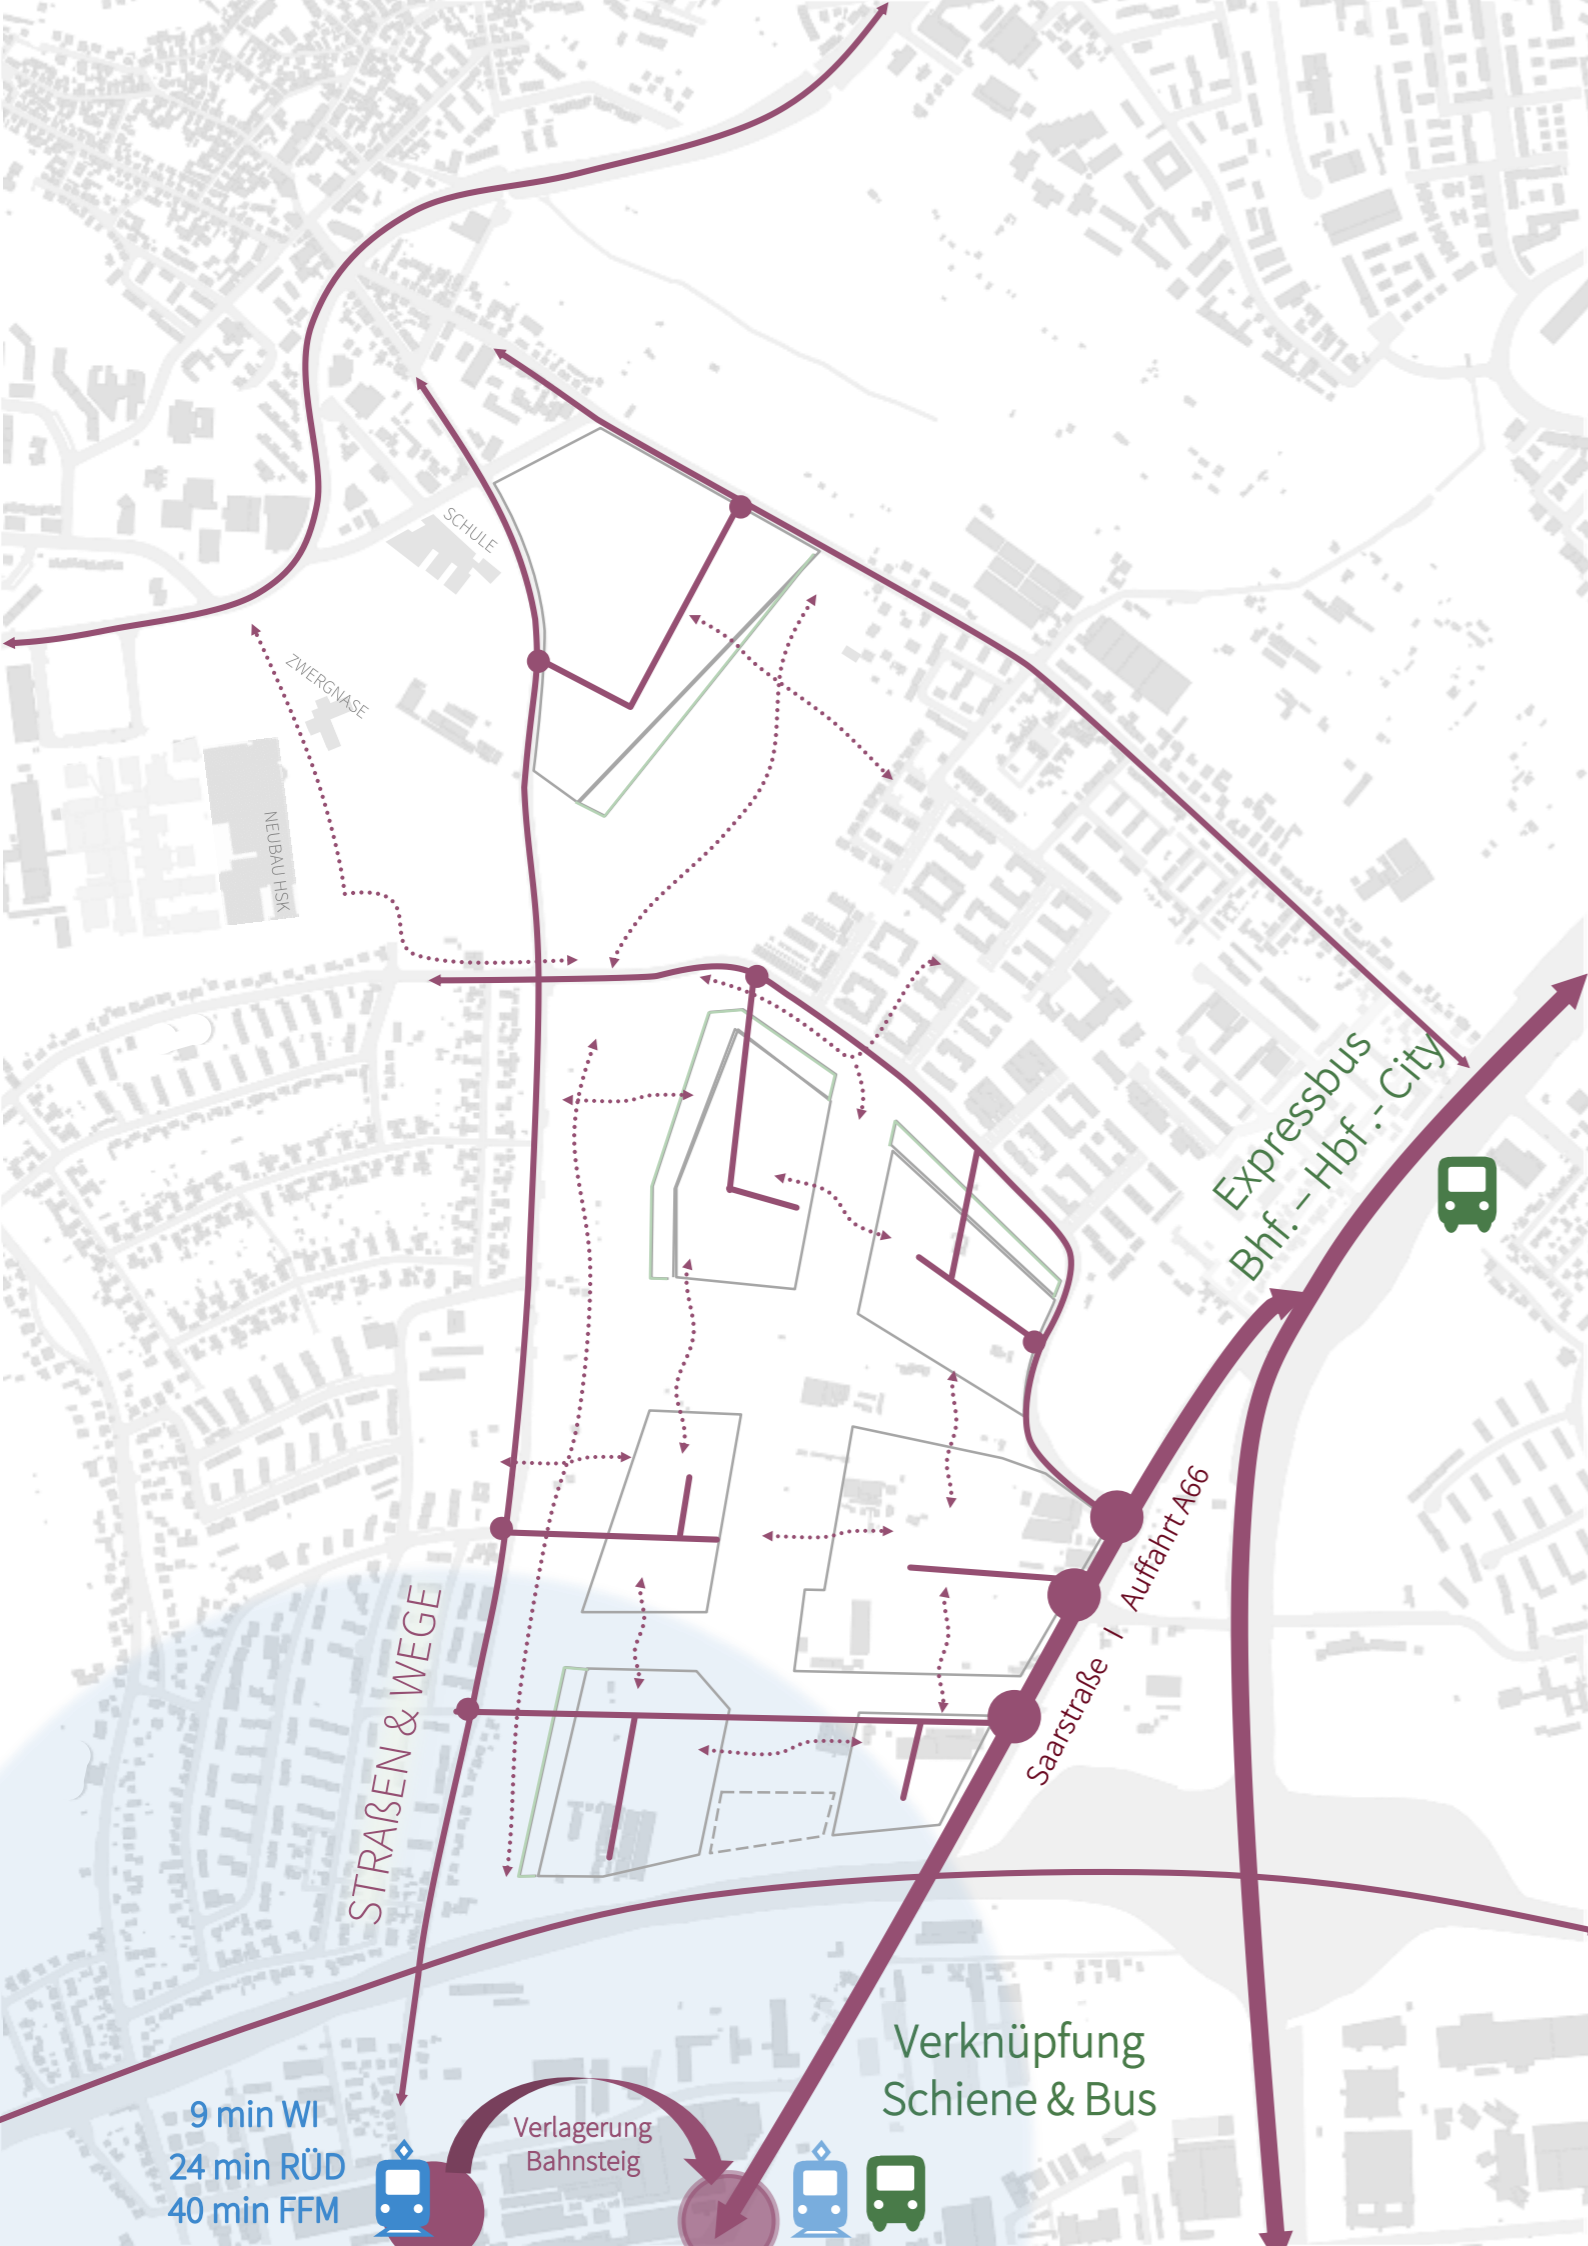 SCHULE
ZWERGNASE
NEUBAU HSK
Expressbus
Bhf. – Hbf. - City
Auffahrt A66
Saarstraße I
STRAßEN & WEGE
Verknüpfung
Schiene & Bus
9 min WI
24 min RÜD
40 min FFM
Verlagerung
Bahnsteig